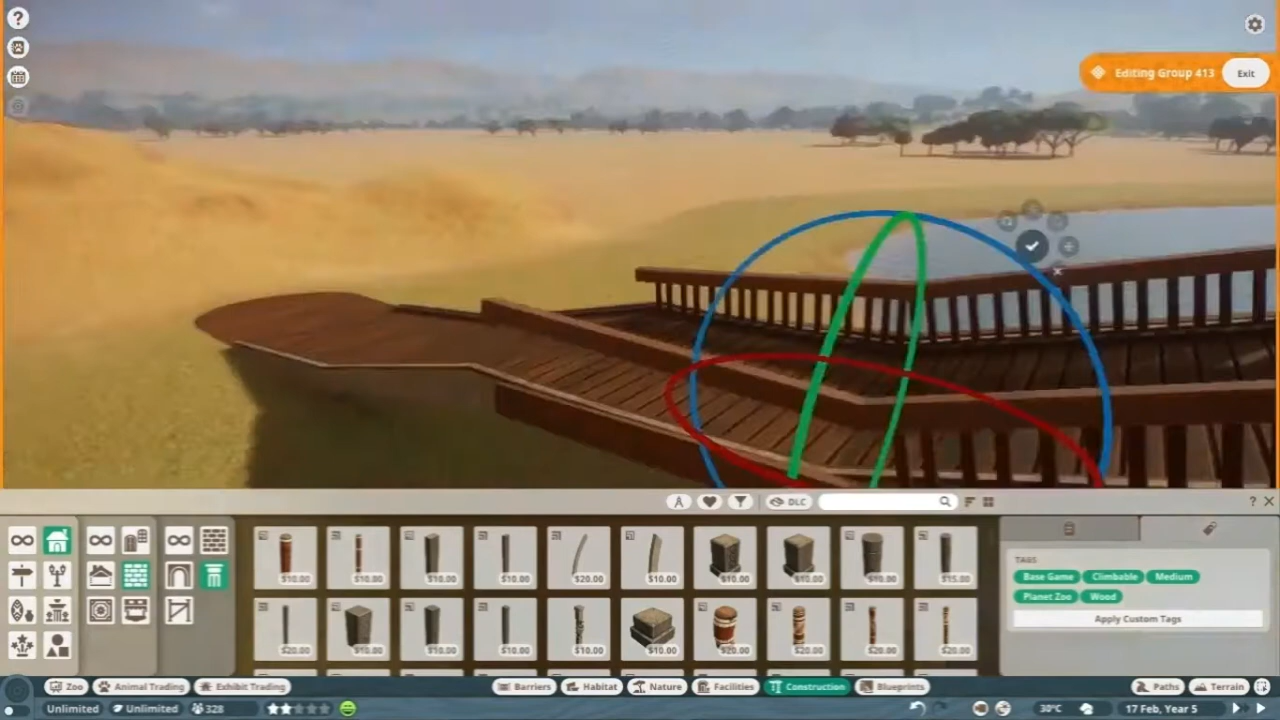 ?
Editing Group 413
Exit
DLC
? ×
$10.00 $10.00 $10.00 $10.00 $20.00 $10.00 $10.00 $10.00 $10.00 $15.00
$20.00 $10.00 $10.00 $10.00 $10.00 $10.00 $20.00 $20.00 $20.00 $20.00
TAGS
Base Game Climbable Medium
Planet Zoo Wood
Apply Custom Tags
Zoo Animal Trading Exhibit Trading Barriers Habitat Nature Facilities Construction Blueprints Paths Terrain
Unlimited Unlimited 328 30°C 17 Feb, Year 5